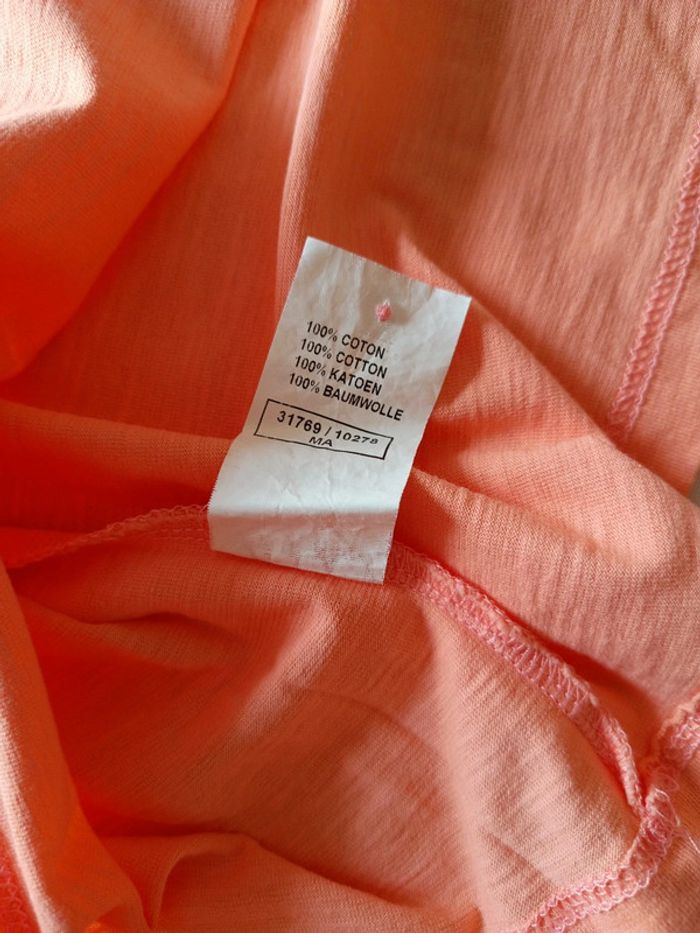 100% COTON
100% COTTON
100% KATOEN
100% BAUMWOLLE
31769 / 10278
MA